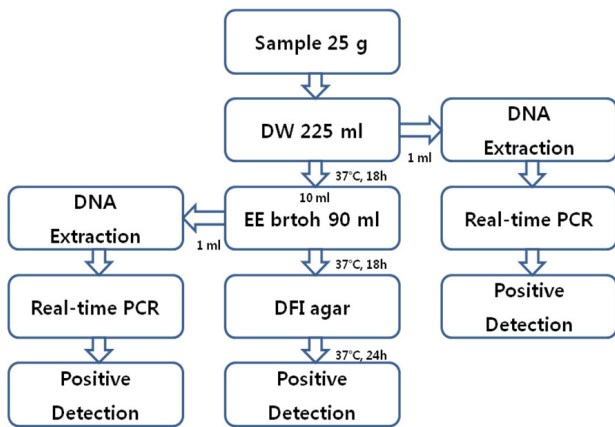 Sample 25 g
DW 225 ml
1 ml
DNA
Extraction
Real-time PCR
Positive
Detection
37℃, 18h
10 ml
EE brtoh 90 ml
1 ml
DNA
Extraction
Real-time PCR
Positive
Detection
37℃, 18h
DFI agar
37℃, 24h
Positive
Detection